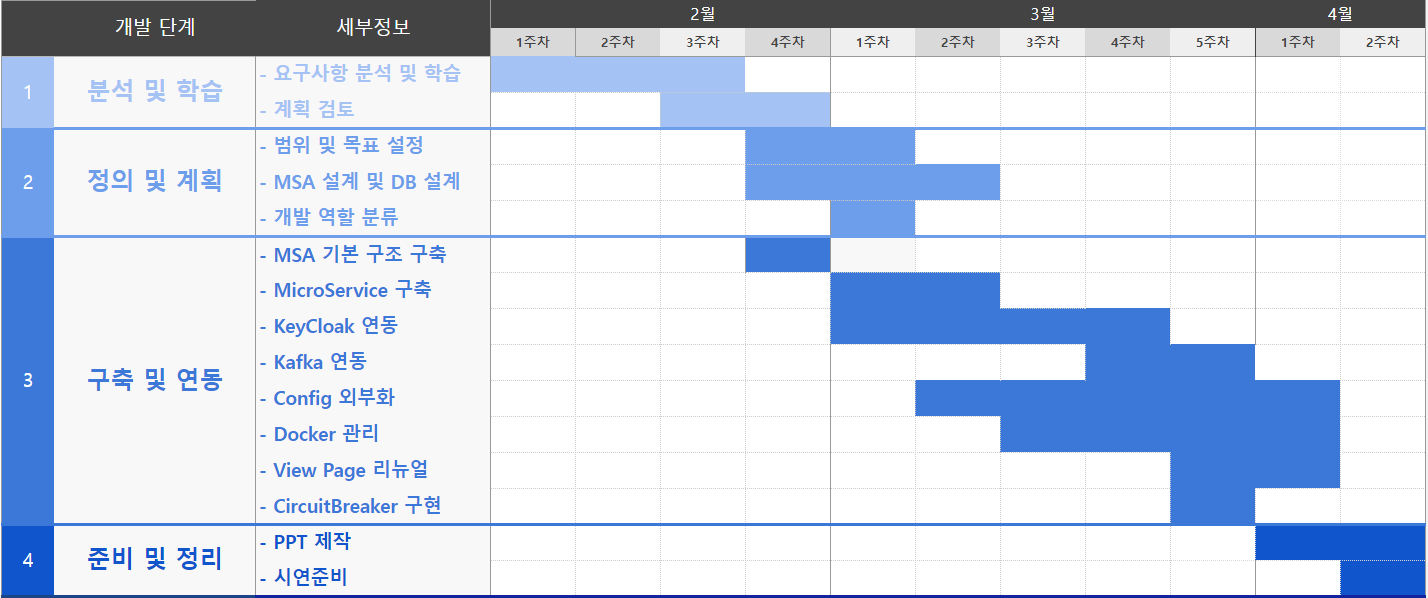 개발 단계 세부정보 2월 3월 4월
1주차 2주차 3주차 4주차 1주차 2주차 3주차 4주차 5주차 1주차 2주차
1 분석 및 학습
- 요구사항 분석 및 학습
- 계획 검토
2 정의 및 계획
- 범위 및 목표 설정
- MSA 설계 및 DB 설계
- 개발 역할 분류
3 구축 및 연동
- MSA 기본 구조 구축
- MicroService 구축
- KeyCloak 연동
- Kafka 연동
- Config 외부화
- Docker 관리
- View Page 리뉴얼
- CircuitBreaker 구현
4 준비 및 정리
- PPT 제작
- 시연준비